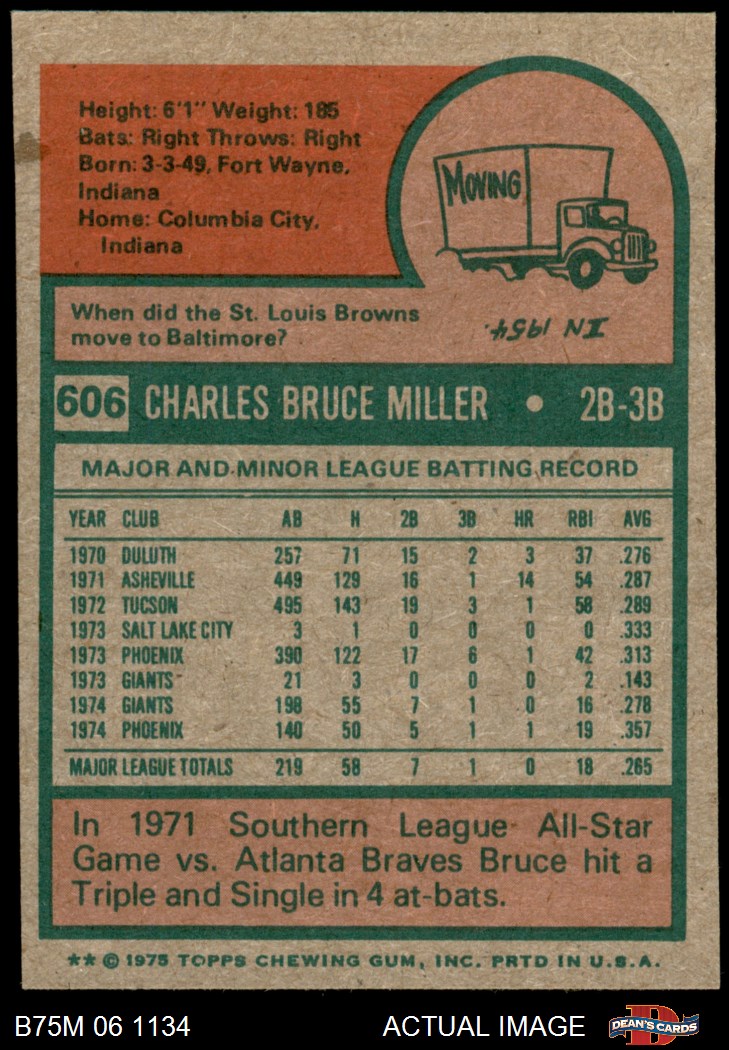 Height: 6'1" Weight: 185
Bats: Right Throws: Right
Born: 3-3-49, Fort Wayne,
Indiana
Home: Columbia City,
Indiana
MOVING
When did the St. Louis Browns
move to Baltimore?
IN 1954.
606 CHARLES BRUCE MILLER • 2B-3B
MAJOR AND MINOR LEAGUE BATTING RECORD
YEAR CLUB AB H 2B 3B HR RBI AVG
1970 DULUTH 257 71 15 2 3 37 .276
1971 ASHEVILLE 449 129 16 1 14 54 .287
1972 TUCSON 495 143 19 3 1 58 .289
1973 SALT LAKE CITY 3 1 0 0 0 0 .333
1973 PHOENIX 390 122 17 6 1 42 .313
1973 GIANTS 21 3 0 0 0 2 .143
1974 GIANTS 198 55 7 1 0 16 .278
1974 PHOENIX 140 50 5 1 1 19 .357
MAJOR LEAGUE TOTALS 219 58 7 1 0 18 .265
In 1971 Southern League All-Star
Game vs. Atlanta Braves Bruce hit a
Triple and Single in 4 at-bats.
** © 1975 TOPPS CHEWING GUM, INC. PRTD IN U.S.A.
B75M 06 1134 ACTUAL IMAGE DEAN'S CARDS